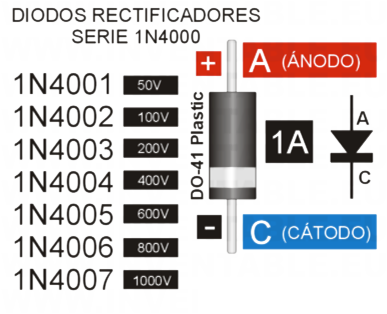 DIODOS RECTIFICADORES
SERIE 1N4000
1N4001 50V
1N4002 100V
1N4003 200V
1N4004 400V
1N4005 600V
1N4006 800V
1N4007 1000V
+
DO-41 Plastic
-
A (ÁNODO)
1A
C (CÁTODO)
A
C